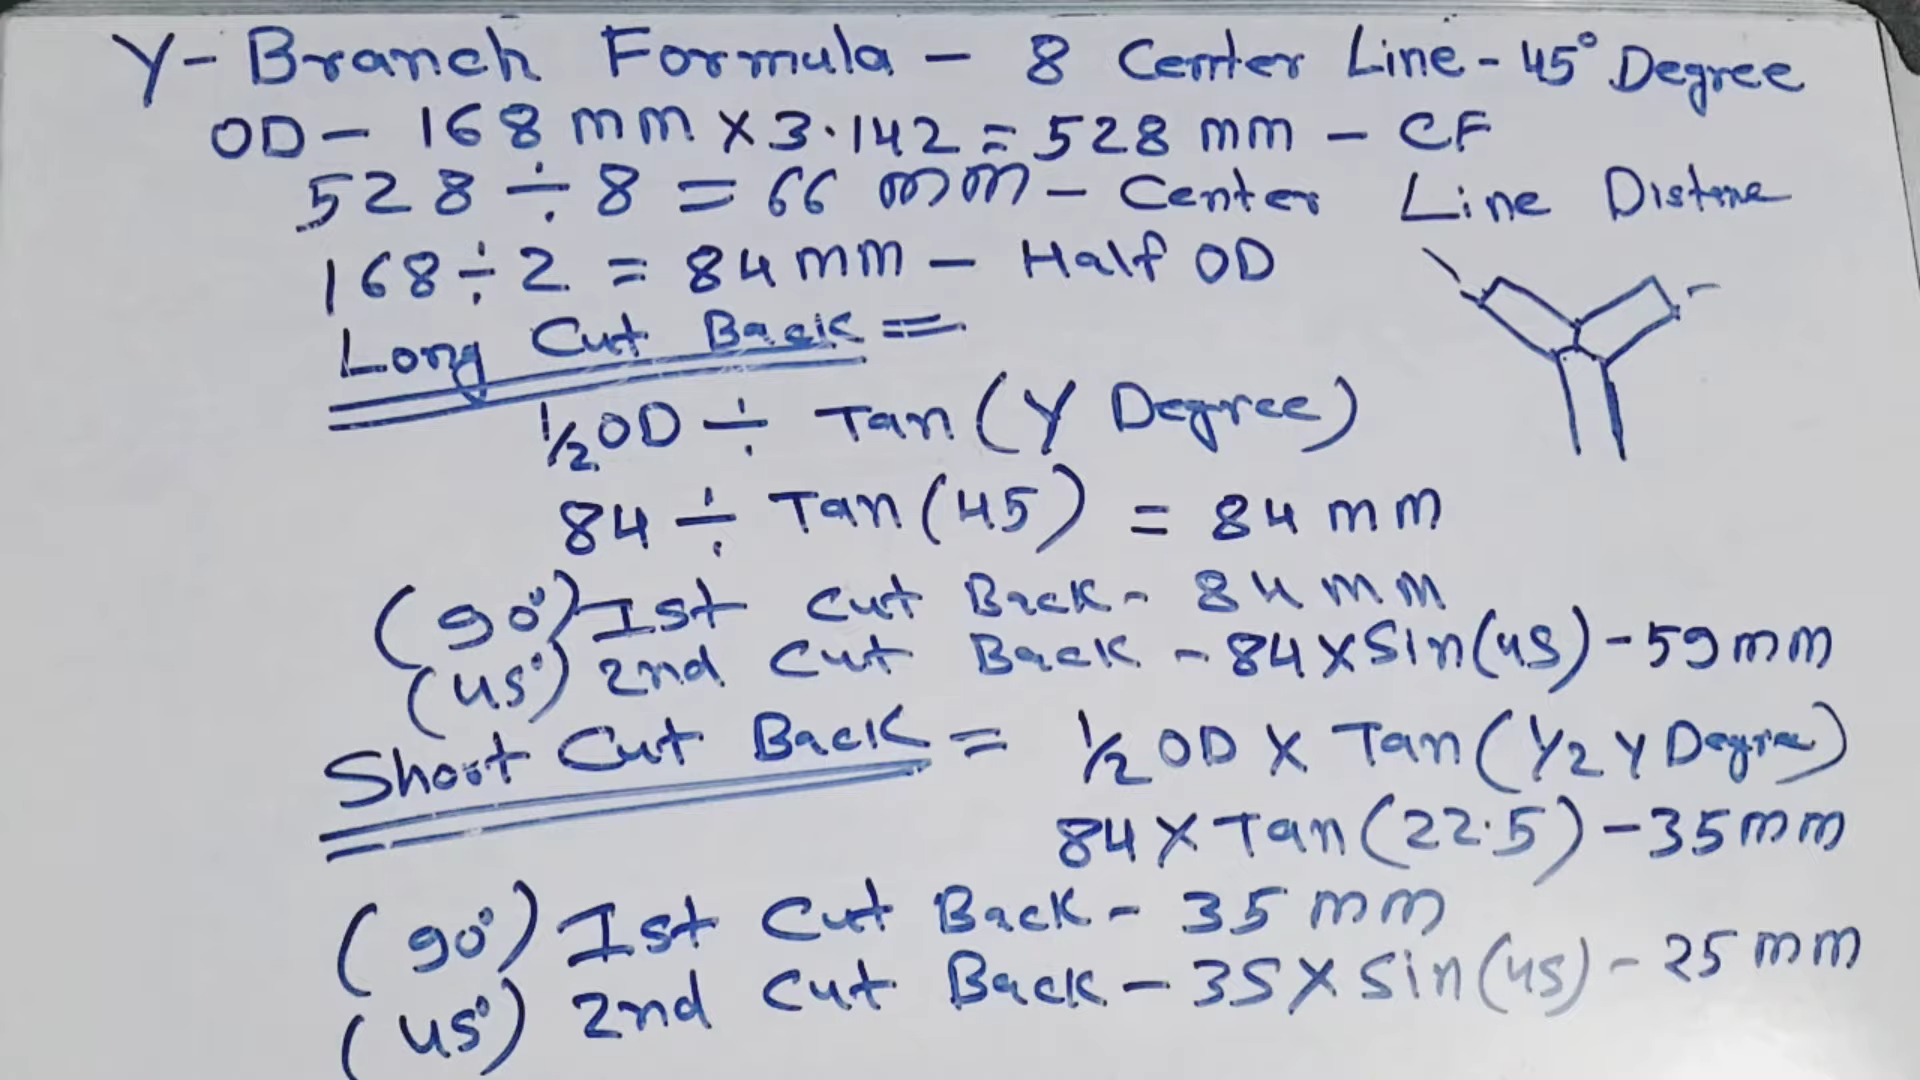 Y- Branch Formula - 8 Center Line - 45° Degree
OD - 168 mm × 3.142 = 528 mm - CF
528 ÷ 8 = 66 mm - Center Line Distne
168 ÷ 2 = 84 mm - Half OD
Long Cut Back =
1/2 OD ÷ Tan (Y Degree)
84 ÷ Tan (45) = 84 mm
(90°) Ist Cut Back - 84 mm
(45°) 2nd Cut Back - 84 × Sin (45) - 59 mm
Short Cut Back = 1/2 OD × Tan (1/2 Y Degree)
84 × Tan (22.5) - 35 mm
(90°) Ist Cut Back - 35 mm
(45°) 2nd Cut Back - 35 × Sin (45) - 25 mm